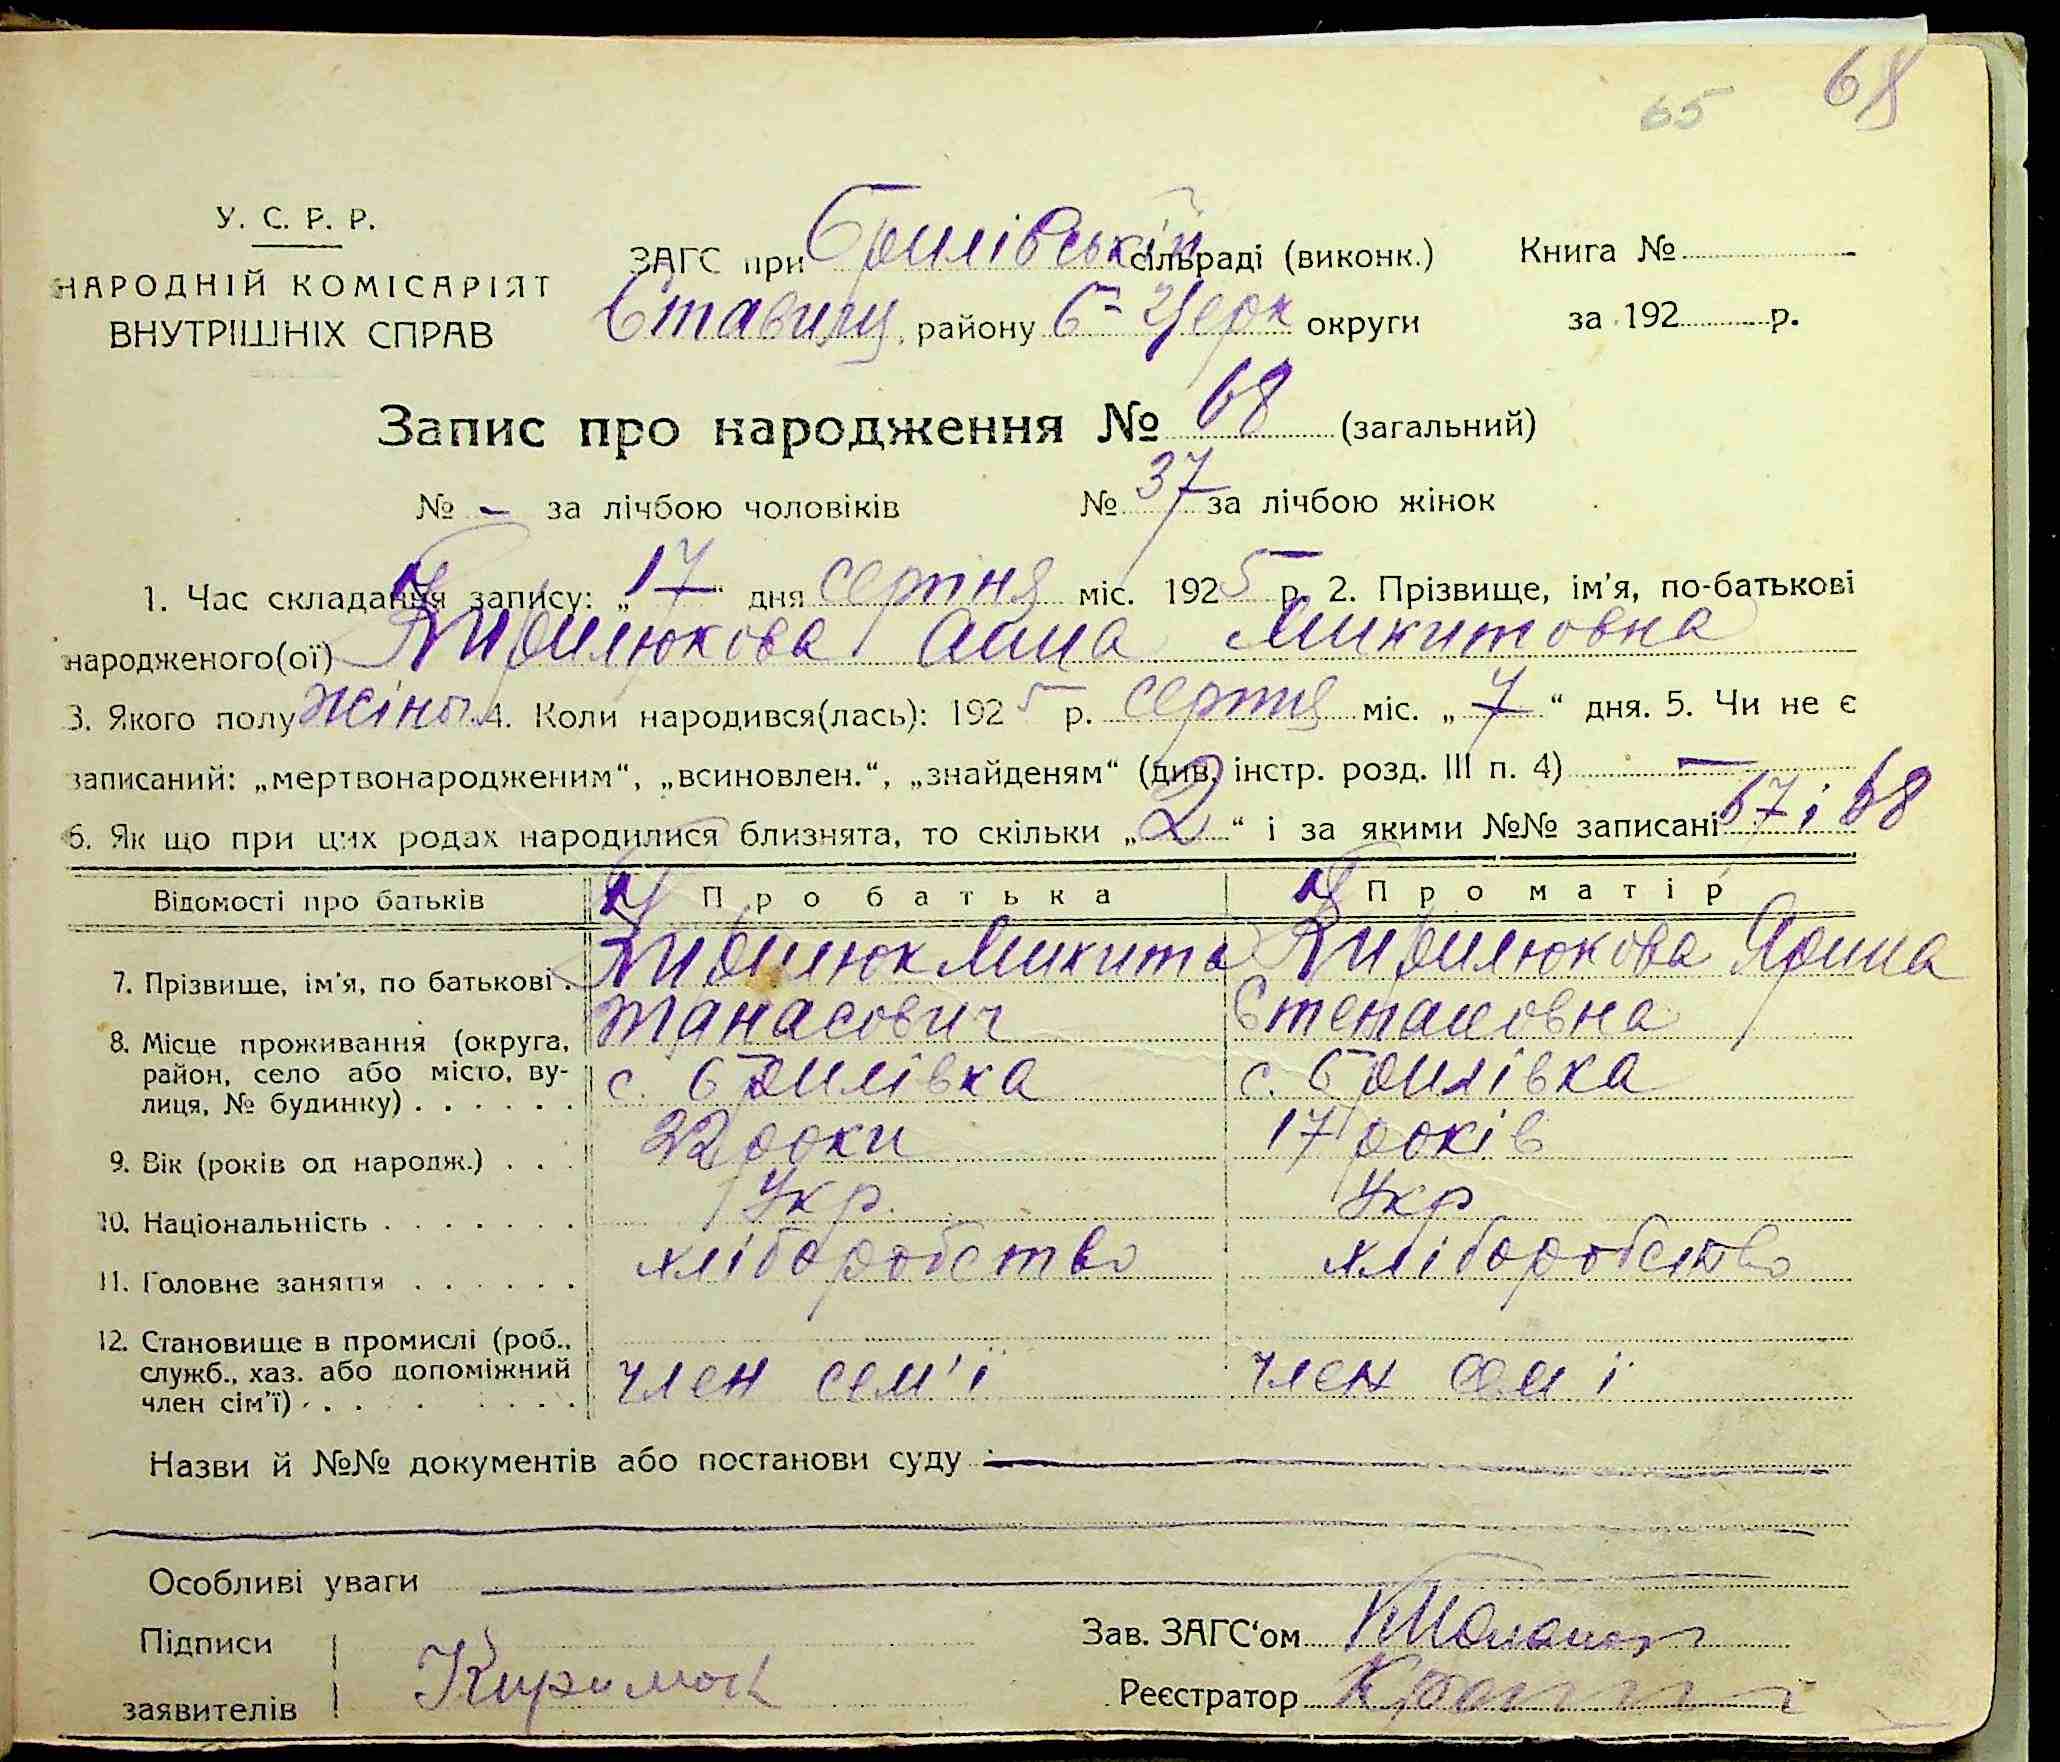 65 68
У. С. Р. Р.
НАРОДНІЙ КОМІСАРІЯТ
ВНУТРІШНІХ СПРАВ
ЗАГС при Брилівській сільраді (виконк.) Книга №
Ставищ. району Б-Церк округи за 192 р.
Запис про народження № 68 (загальний)
№ - за лічбою чоловіків № 37 за лічбою жінок
1. Час складання запису: „17“ дня серпня міс. 1925 р. 2. Прізвище, ім'я, по-батькові
народженого(ої) Кирилюкова Анна Микитовна
3. Якого полу жіноч. 4. Коли народився(лась): 1925 р. серпня міс. „7“ дня. 5. Чи не є
записаний: „мертвонародженим“, „всиновлен.“, „знайденям“ (див. інстр. розд. III п. 4) —
6. Як що при цих родах народилися близнята, то скільки „2“ і за якими №№ записані 67 і 68
Відомості про батьків Про батька Про матір
7. Прізвище, ім'я, по батькові . Кирилюк Микита Кирилюкова Ярина
Танасович Степановна
8. Місце проживання (округа,
район, село або місто, ву-
лиця, № будинку) . . . . . . с. Брилівка с. Брилівка
9. Вік (років од народж.) . . . 22 роки 17 років
10. Національність . . . . . . . Укр. Укр
11. Головне заняття . . . . . . хліборобство хліборобство
12. Становище в промислі (роб.,
служб., хаз. або допоміжний
член сім'ї) . . . . . . член сем'ї член сем'ї
Назви й №№ документів або постанови суду
Особливі уваги
Підписи Зав. ЗАГС'ом
заявителів Кирилюк Реєстратор